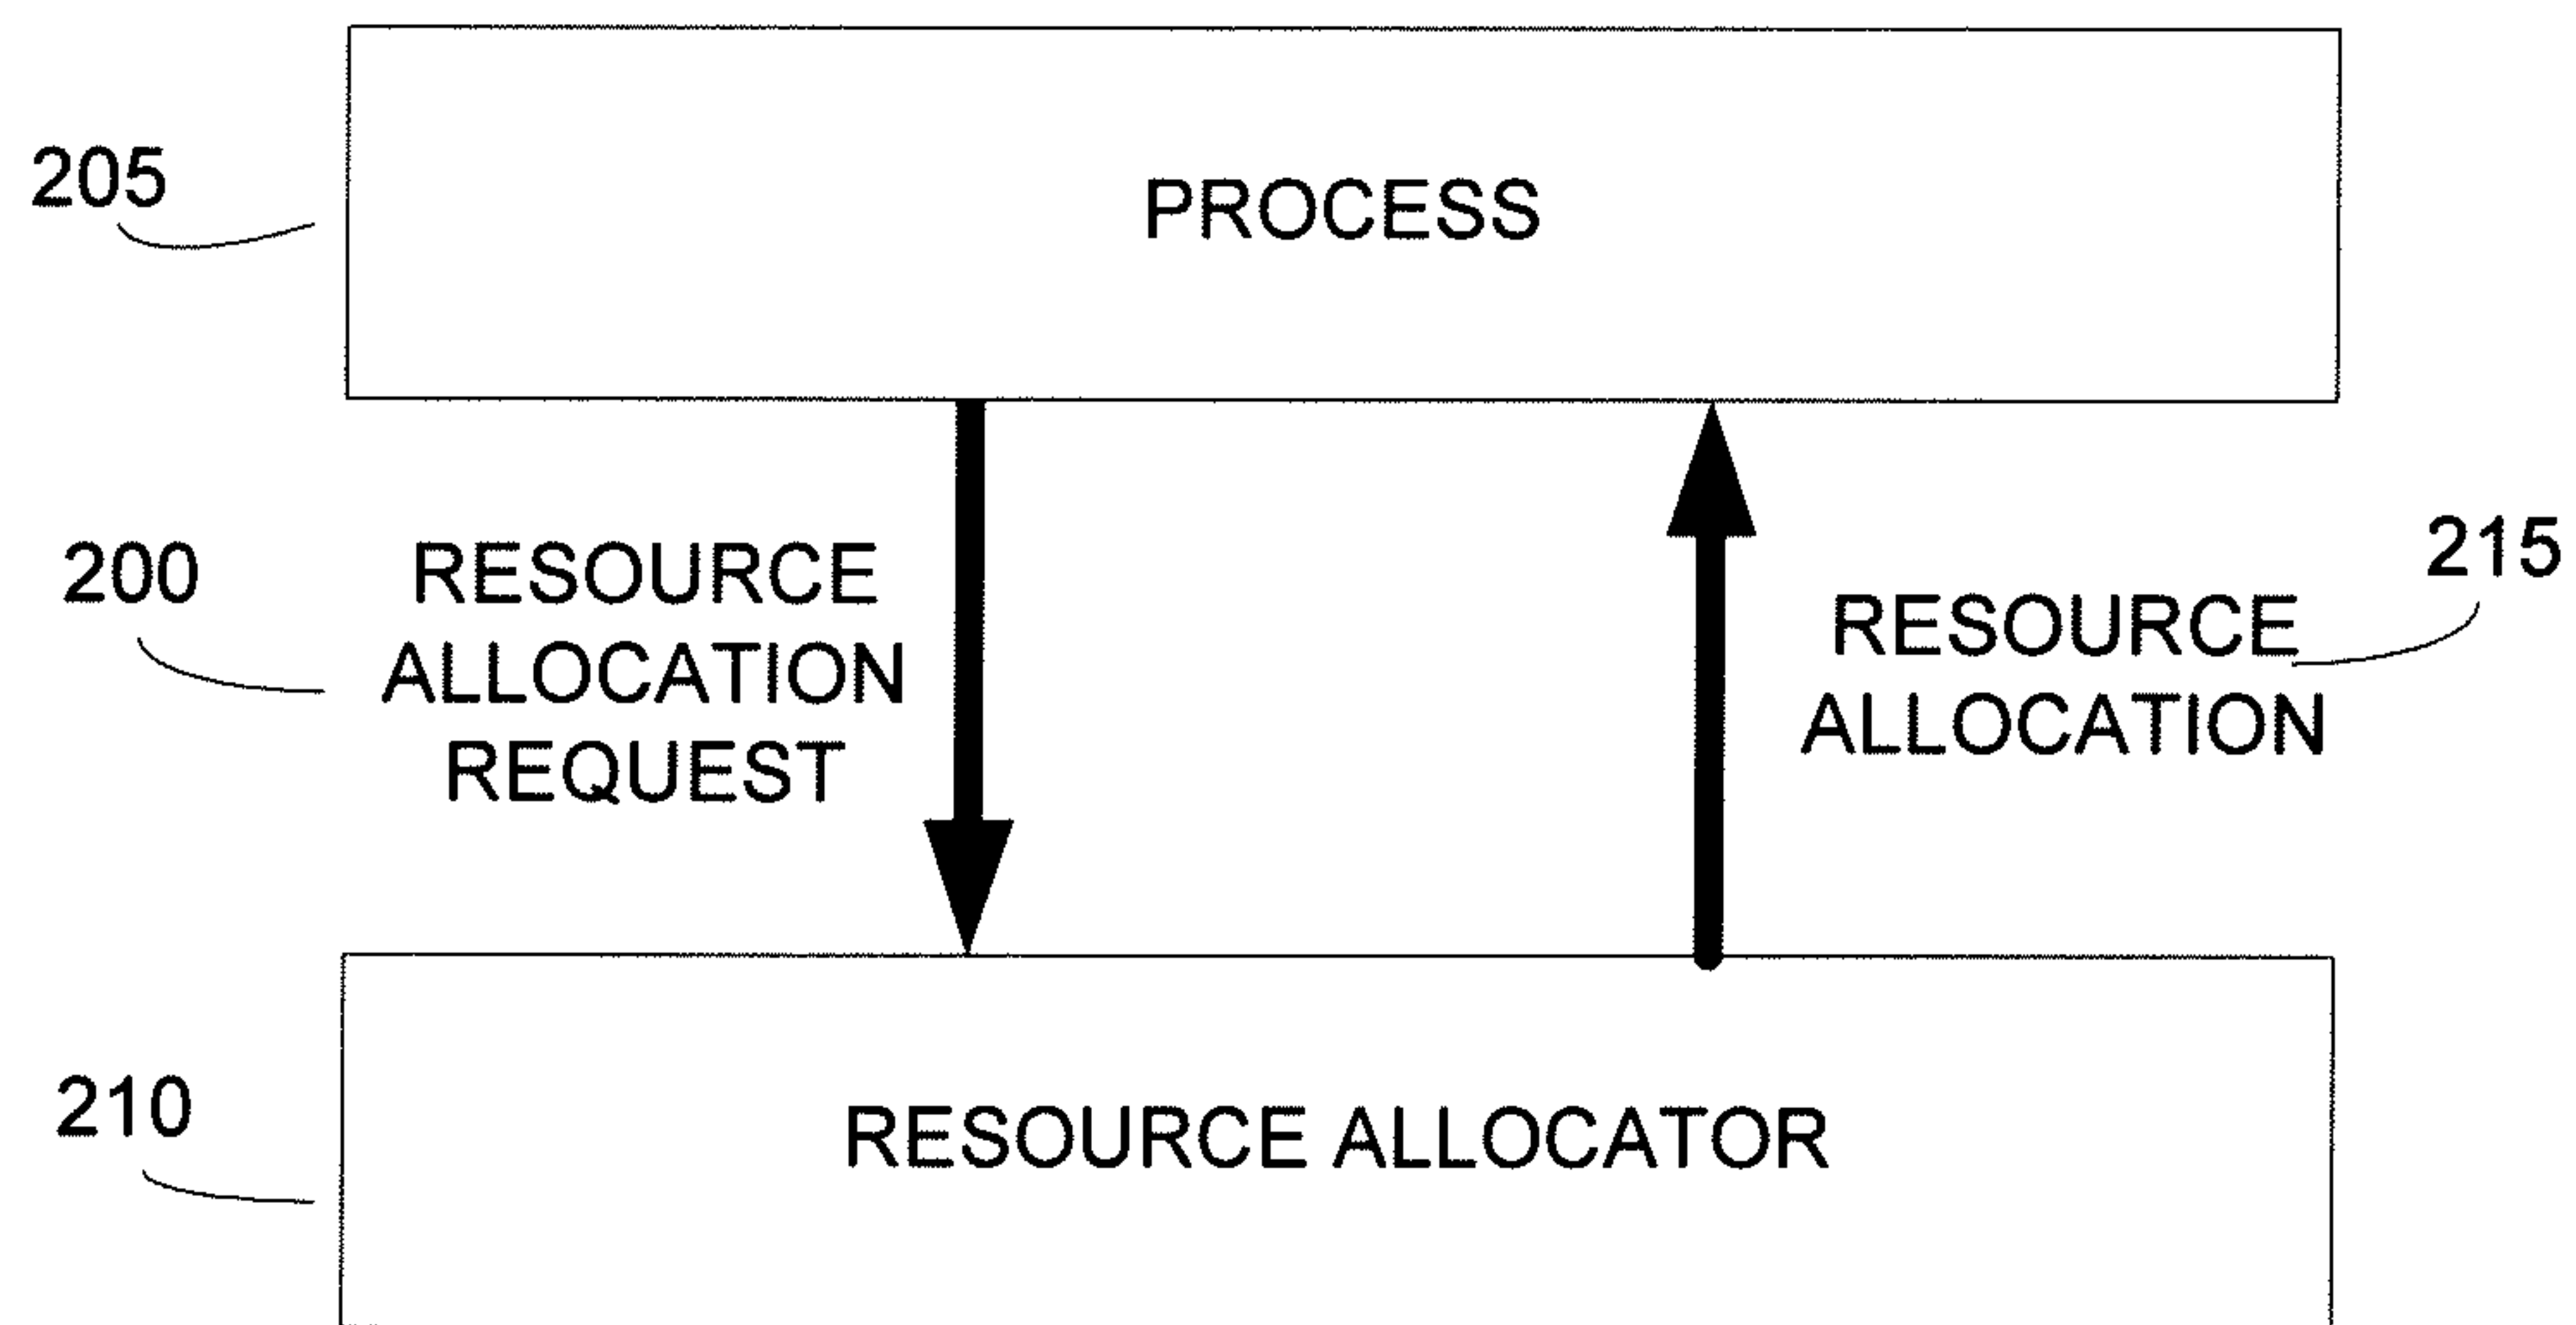 205
PROCESS
200
RESOURCE
ALLOCATION
REQUEST
215
RESOURCE
ALLOCATION
210
RESOURCE ALLOCATOR